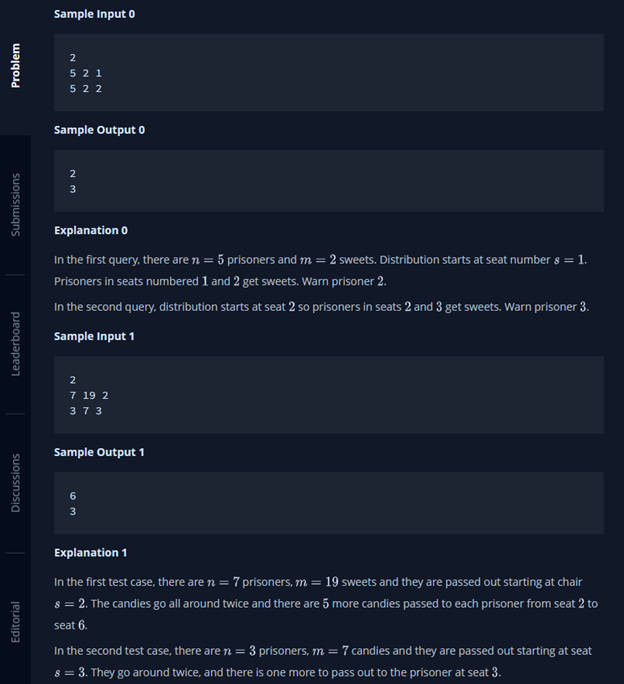 Problem
Submissions
Leaderboard
Discussions
Editorial
Sample Input 0
2
5 2 1
5 2 2
Sample Output 0
2
3
Explanation 0
In the first query, there are n = 5 prisoners and m = 2 sweets. Distribution starts at seat number s = 1.
Prisoners in seats numbered 1 and 2 get sweets. Warn prisoner 2.
In the second query, distribution starts at seat 2 so prisoners in seats 2 and 3 get sweets. Warn prisoner 3.
Sample Input 1
2
7 19 2
3 7 3
Sample Output 1
6
3
Explanation 1
In the first test case, there are n = 7 prisoners, m = 19 sweets and they are passed out starting at chair
s = 2. The candies go all around twice and there are 5 more candies passed to each prisoner from seat 2 to
seat 6.
In the second test case, there are n = 3 prisoners, m = 7 candies and they are passed out starting at seat
s = 3. They go around twice, and there is one more to pass out to the prisoner at seat 3.